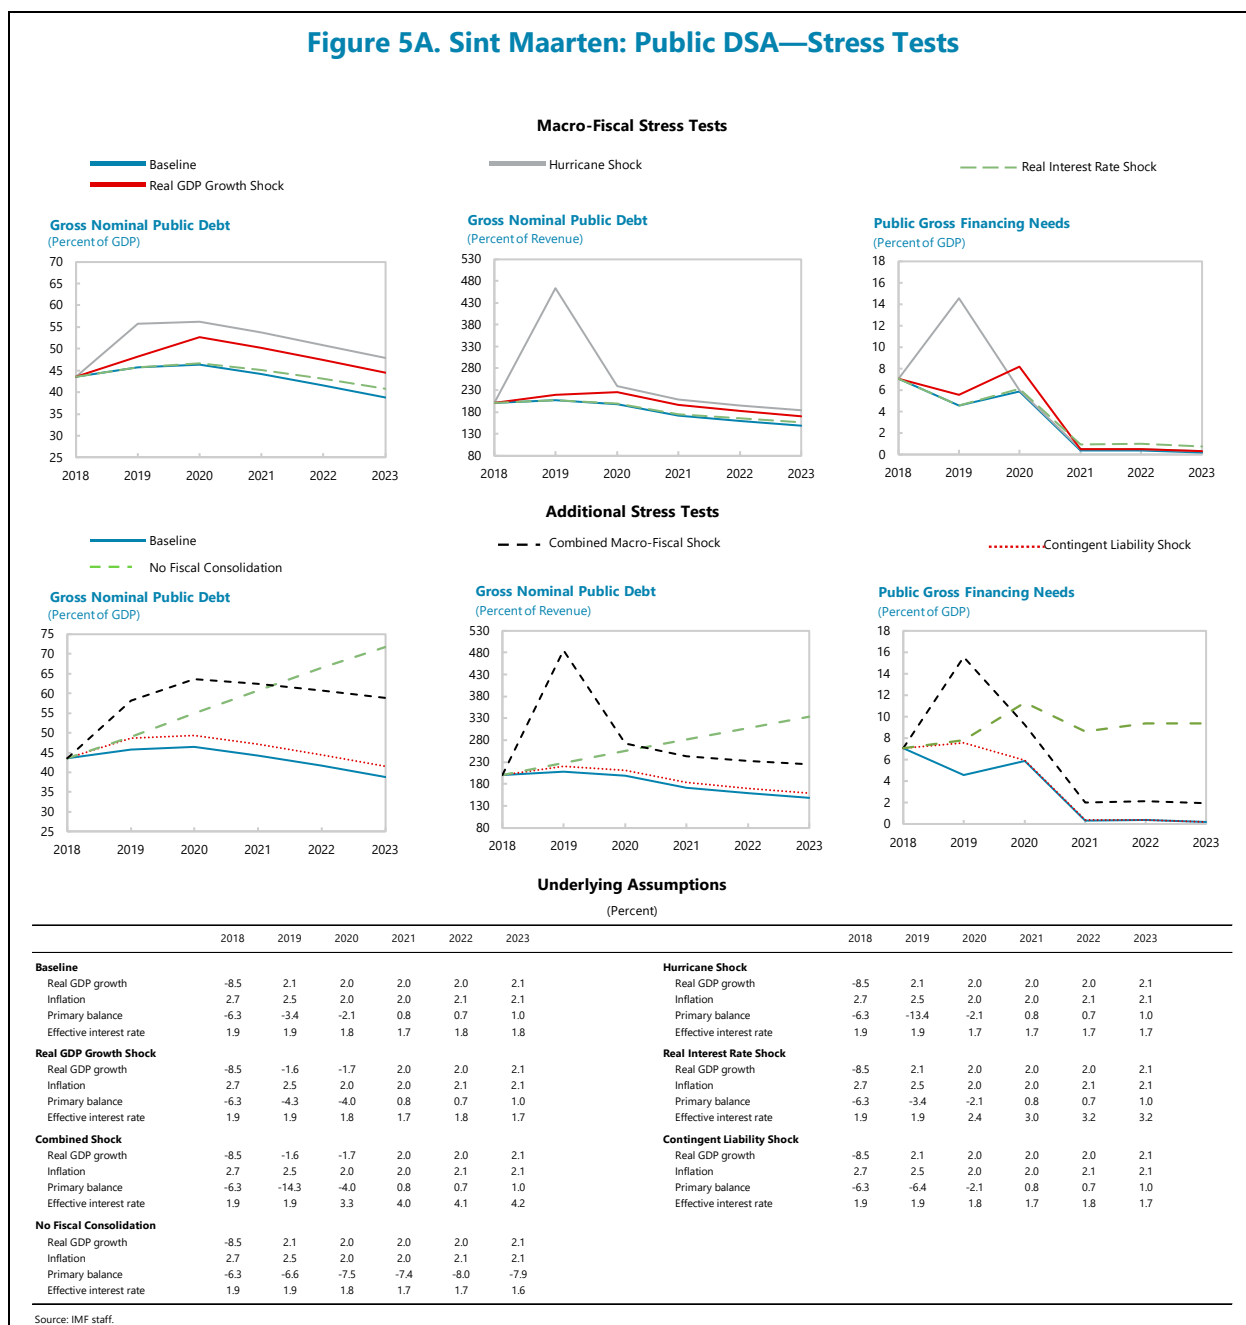 Figure 5A. Sint Maarten: Public DSA—Stress Tests
Macro-Fiscal Stress Tests
Baseline
Real GDP Growth Shock
Hurricane Shock
Real Interest Rate Shock
Gross Nominal Public Debt
(Percent of GDP)
70
65
60
55
50
45
40
35
30
25
2018 2019 2020 2021 2022 2023
Gross Nominal Public Debt
(Percent of Revenue)
530
480
430
380
330
280
230
180
130
80
2018 2019 2020 2021 2022 2023
Public Gross Financing Needs
(Percent of GDP)
18
16
14
12
10
8
6
4
2
0
2018 2019 2020 2021 2022 2023
Additional Stress Tests
Baseline
No Fiscal Consolidation
Combined Macro-Fiscal Shock
Contingent Liability Shock
Gross Nominal Public Debt
(Percent of GDP)
75
70
65
60
55
50
45
40
35
30
25
2018 2019 2020 2021 2022 2023
Gross Nominal Public Debt
(Percent of Revenue)
530
480
430
380
330
280
230
180
130
80
2018 2019 2020 2021 2022 2023
Public Gross Financing Needs
(Percent of GDP)
18
16
14
12
10
8
6
4
2
0
2018 2019 2020 2021 2022 2023
Underlying Assumptions
(Percent)
2018 2019 2020 2021 2022 2023
Baseline
Real GDP growth -8.5 2.1 2.0 2.0 2.0 2.1
Inflation 2.7 2.5 2.0 2.0 2.1 2.1
Primary balance -6.3 -3.4 -2.1 0.8 0.7 1.0
Effective interest rate 1.9 1.9 1.8 1.7 1.8 1.8
Real GDP Growth Shock
Real GDP growth -8.5 -1.6 -1.7 2.0 2.0 2.1
Inflation 2.7 2.5 2.0 2.0 2.1 2.1
Primary balance -6.3 -4.3 -4.0 0.8 0.7 1.0
Effective interest rate 1.9 1.9 1.8 1.7 1.8 1.7
Combined Shock
Real GDP growth -8.5 -1.6 -1.7 2.0 2.0 2.1
Inflation 2.7 2.5 2.0 2.0 2.1 2.1
Primary balance -6.3 -14.3 -4.0 0.8 0.7 1.0
Effective interest rate 1.9 1.9 3.3 4.0 4.1 4.2
No Fiscal Consolidation
Real GDP growth -8.5 2.1 2.0 2.0 2.0 2.1
Inflation 2.7 2.5 2.0 2.0 2.1 2.1
Primary balance -6.3 -6.6 -7.5 -7.4 -8.0 -7.9
Effective interest rate 1.9 1.9 1.8 1.7 1.7 1.6
2018 2019 2020 2021 2022 2023
Hurricane Shock
Real GDP growth -8.5 2.1 2.0 2.0 2.0 2.1
Inflation 2.7 2.5 2.0 2.0 2.1 2.1
Primary balance -6.3 -13.4 -2.1 0.8 0.7 1.0
Effective interest rate 1.9 1.9 1.7 1.7 1.7 1.7
Real Interest Rate Shock
Real GDP growth -8.5 2.1 2.0 2.0 2.0 2.1
Inflation 2.7 2.5 2.0 2.0 2.1 2.1
Primary balance -6.3 -3.4 -2.1 0.8 0.7 1.0
Effective interest rate 1.9 1.9 2.4 3.0 3.2 3.2
Contingent Liability Shock
Real GDP growth -8.5 2.1 2.0 2.0 2.0 2.1
Inflation 2.7 2.5 2.0 2.0 2.1 2.1
Primary balance -6.3 -6.4 -2.1 0.8 0.7 1.0
Effective interest rate 1.9 1.9 1.8 1.7 1.8 1.7
Source: IMF staff.